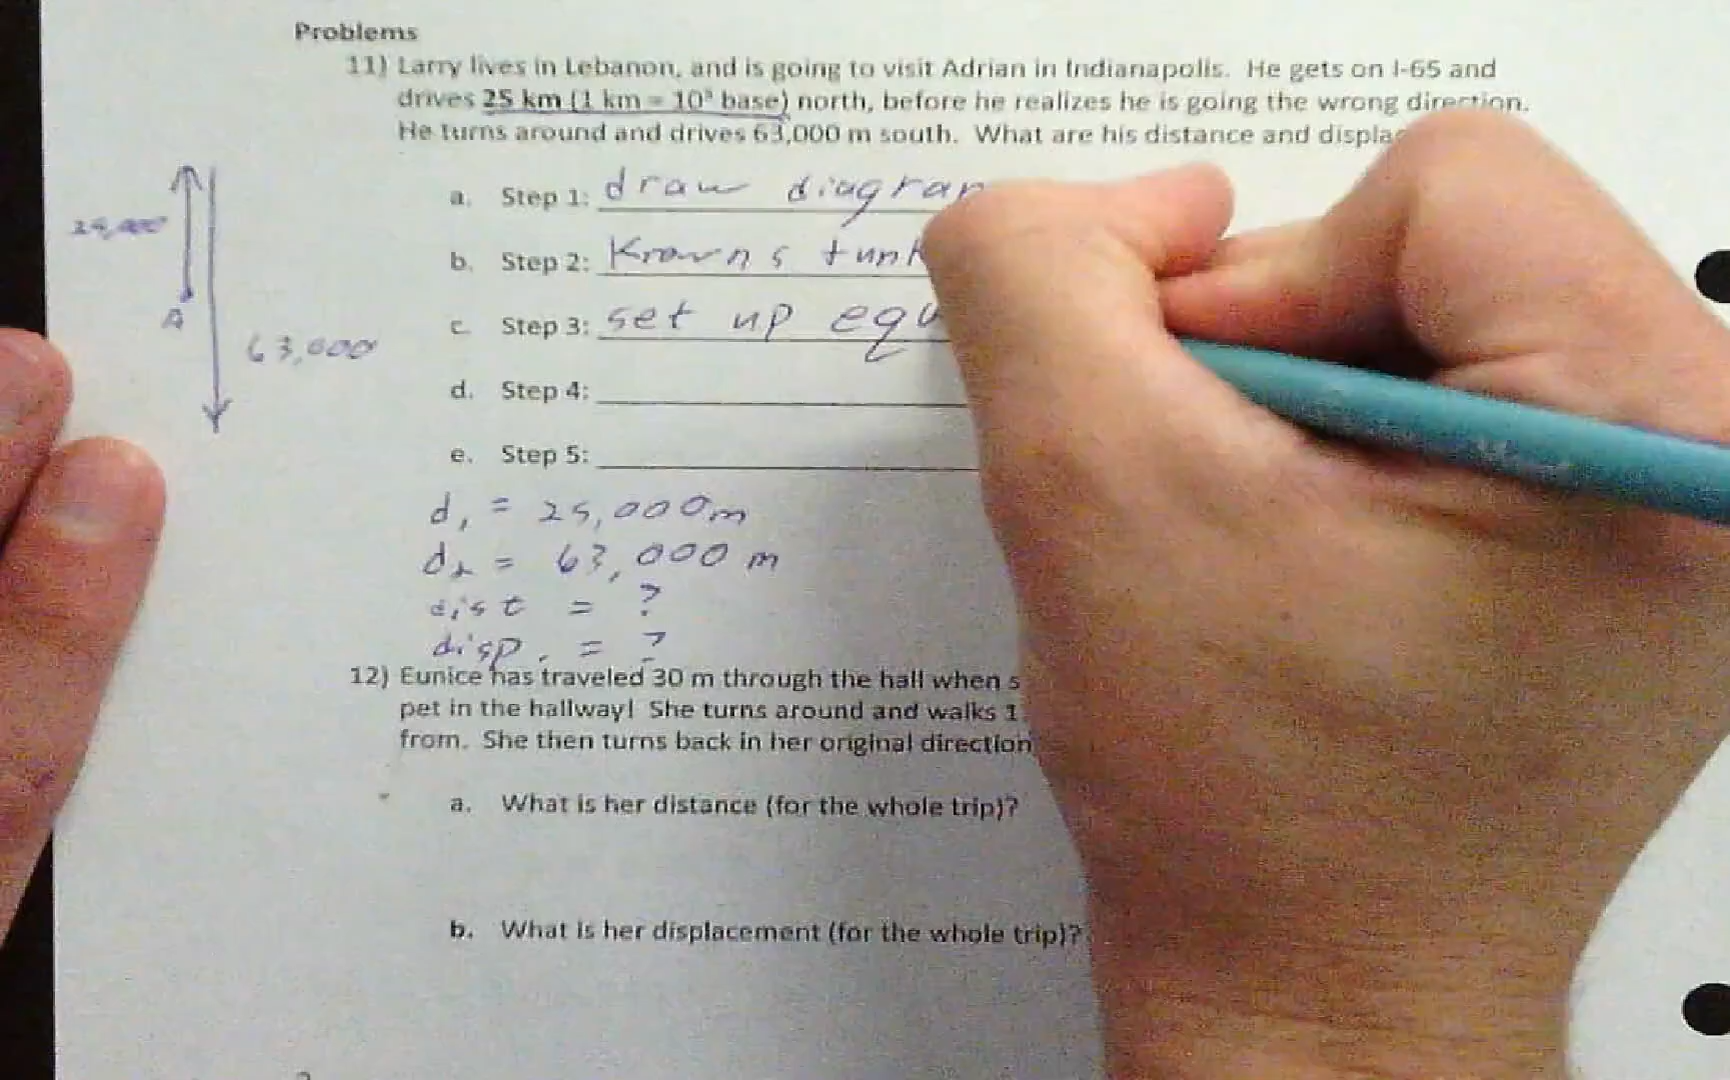 Problems
11) Larry lives in Lebanon, and is going to visit Adrian in Indianapolis. He gets on I-65 and
drives 25 km (1 km = 10³ base) north, before he realizes he is going the wrong direction.
He turns around and drives 63,000 m south. What are his distance and displac
a. Step 1: draw diagram
b. Step 2: Knowns + unk
c. Step 3: set up equ
d. Step 4:
e. Step 5:
25,000
A
63,000
d₁ = 25,000m
d₂ = 63,000 m
dist = ?
disp. = ?
12) Eunice has traveled 30 m through the hall when s
pet in the hallway! She turns around and walks 1
from. She then turns back in her original direction
a. What is her distance (for the whole trip)?
b. What is her displacement (for the whole trip)?